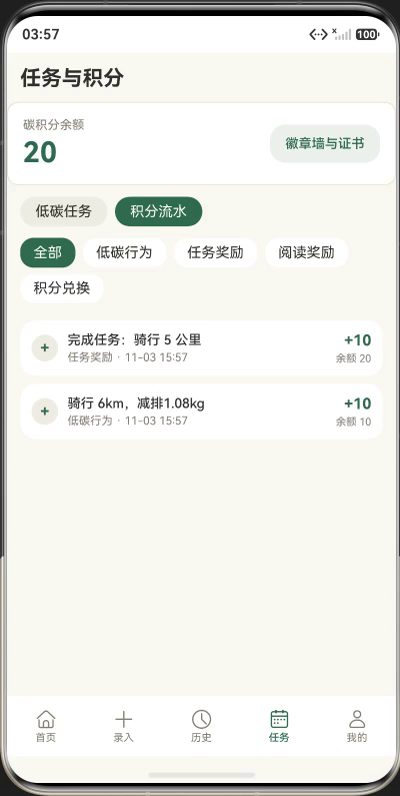 03:57
100
任务与积分
碳积分余额
20
徽章墙与证书
低碳任务 积分流水
全部 低碳行为 任务奖励 阅读奖励
积分兑换
+ 完成任务：骑行 5 公里 +10
任务奖励 · 11-03 15:57 余额 20
+ 骑行 6km，减排1.08kg +10
低碳行为 · 11-03 15:57 余额 10
首页 录入 历史 任务 我的